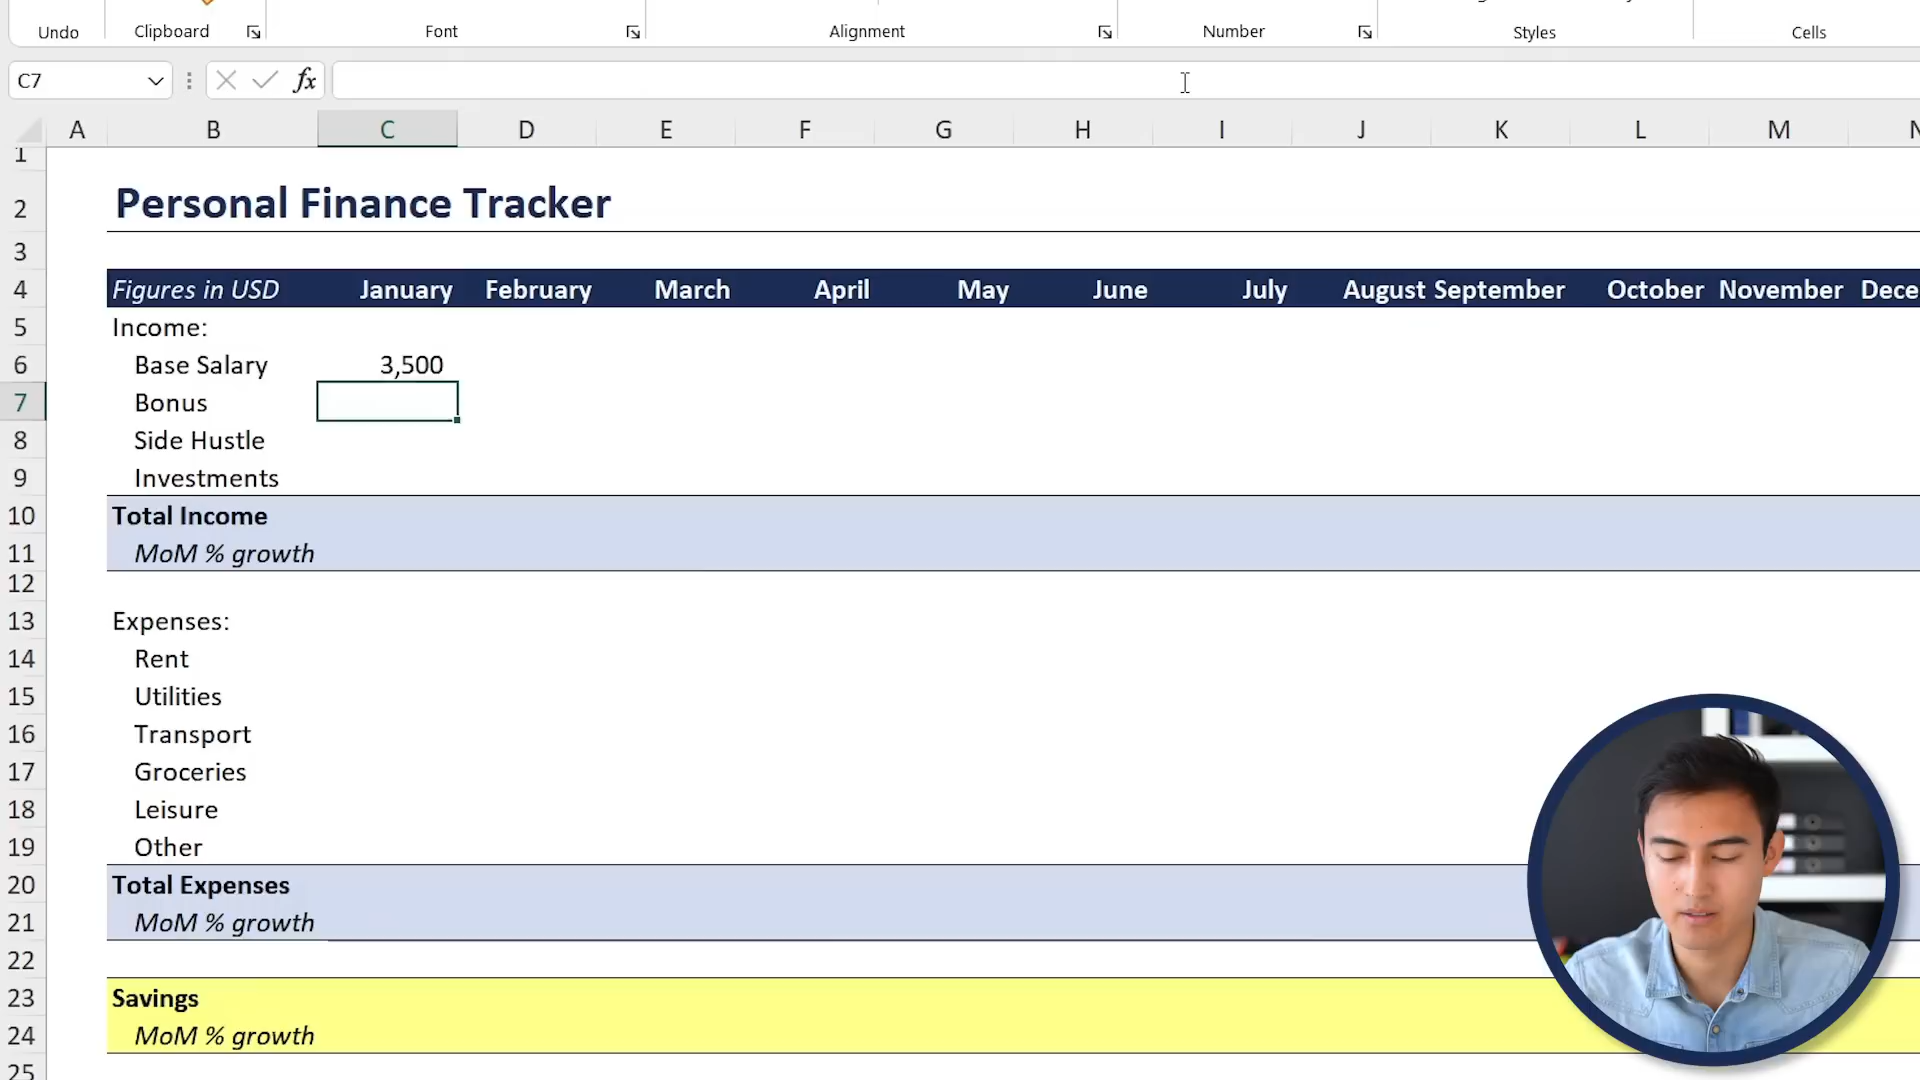 Undo Clipboard Font Alignment Number Styles Cells
C7 fx
A B C D E F G H I J K L M
1
2 Personal Finance Tracker
3
4 Figures in USD January February March April May June July August September October November Dece
5 Income:
6 Base Salary 3,500
7 Bonus
8 Side Hustle
9 Investments
10 Total Income
11 MoM % growth
12
13 Expenses:
14 Rent
15 Utilities
16 Transport
17 Groceries
18 Leisure
19 Other
20 Total Expenses
21 MoM % growth
22
23 Savings
24 MoM % growth
25